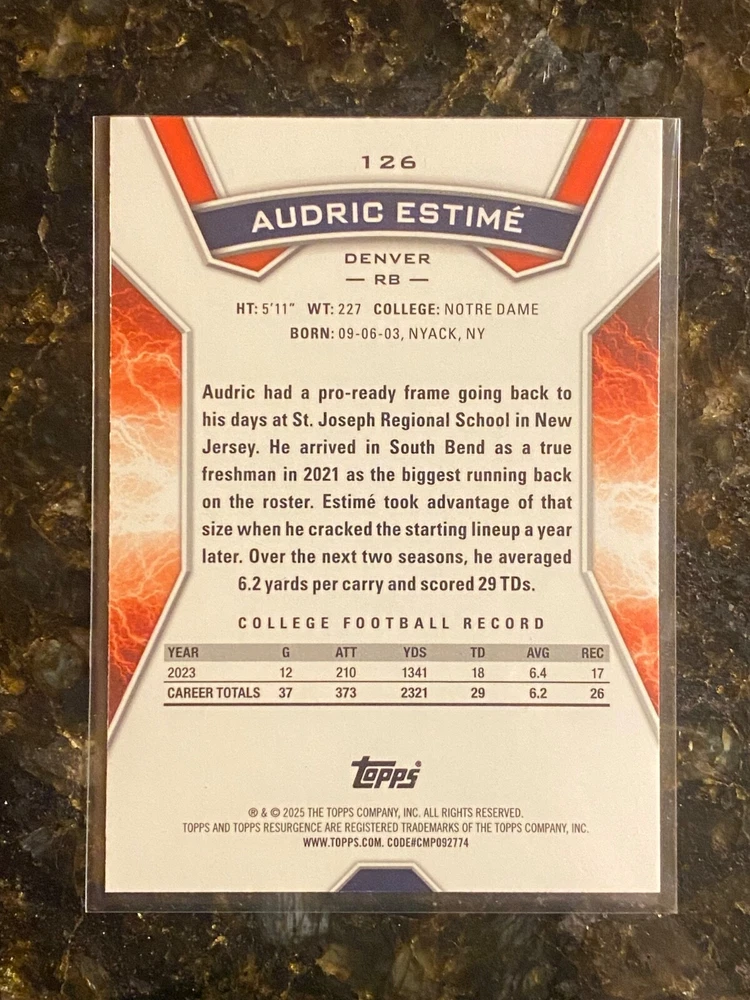 126
AUDRIC ESTIMÉ
DENVER
— RB —
HT: 5'11" WT: 227 COLLEGE: NOTRE DAME
BORN: 09-06-03, NYACK, NY
Audric had a pro-ready frame going back to
his days at St. Joseph Regional School in New
Jersey. He arrived in South Bend as a true
freshman in 2021 as the biggest running back
on the roster. Estimé took advantage of that
size when he cracked the starting lineup a year
later. Over the next two seasons, he averaged
6.2 yards per carry and scored 29 TDs.
COLLEGE FOOTBALL RECORD
YEAR G ATT YDS TD AVG REC
2023 12 210 1341 18 6.4 17
CAREER TOTALS 37 373 2321 29 6.2 26
Topps®
® & © 2025 THE TOPPS COMPANY, INC. ALL RIGHTS RESERVED.
TOPPS AND TOPPS RESURGENCE ARE REGISTERED TRADEMARKS OF THE TOPPS COMPANY, INC.
WWW.TOPPS.COM. CODE#CMP092774